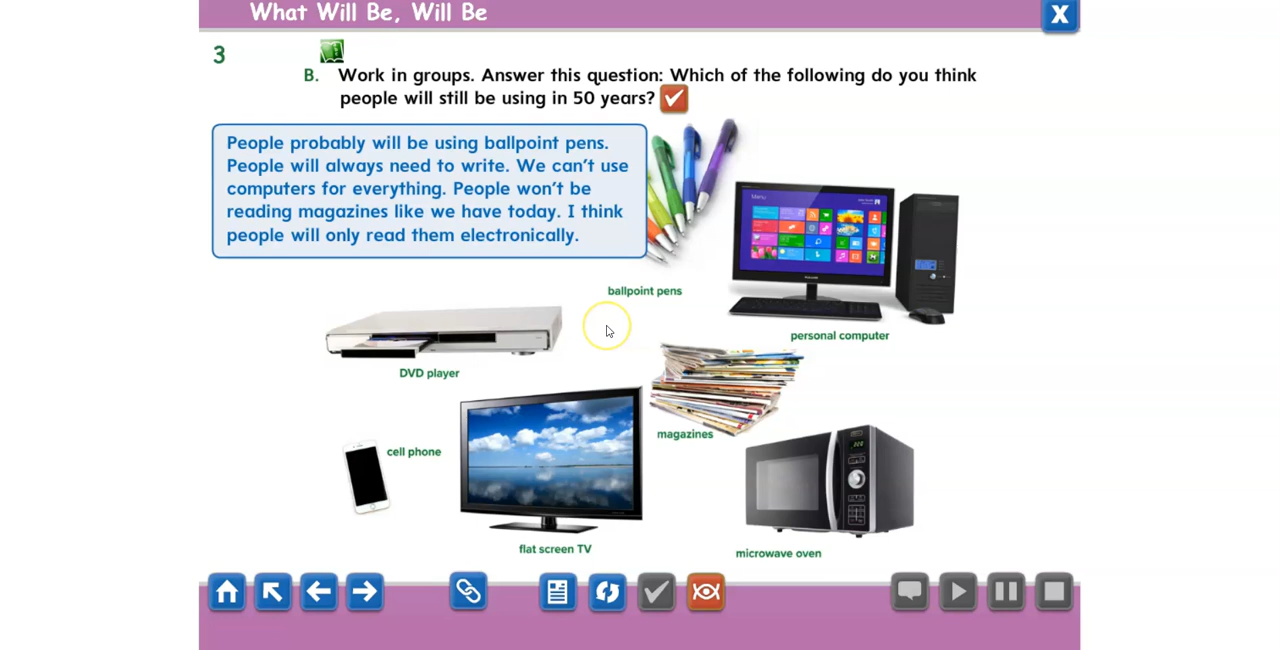 What Will Be, Will Be
X
3
B. Work in groups. Answer this question: Which of the following do you think
people will still be using in 50 years?
People probably will be using ballpoint pens.
People will always need to write. We can't use
computers for everything. People won't be
reading magazines like we have today. I think
people will only read them electronically.
Menu
ballpoint pens
personal computer
DVD player
magazines
cell phone
flat screen TV
microwave oven